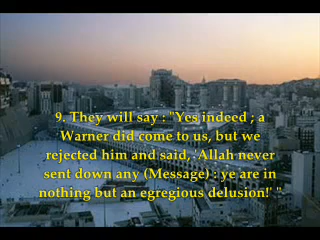 9. They will say : "Yes indeed ; a
Warner did come to us, but we
rejected him and said, 'Allah never
sent down any (Message) : ye are in
nothing but an egregious delusion!' "